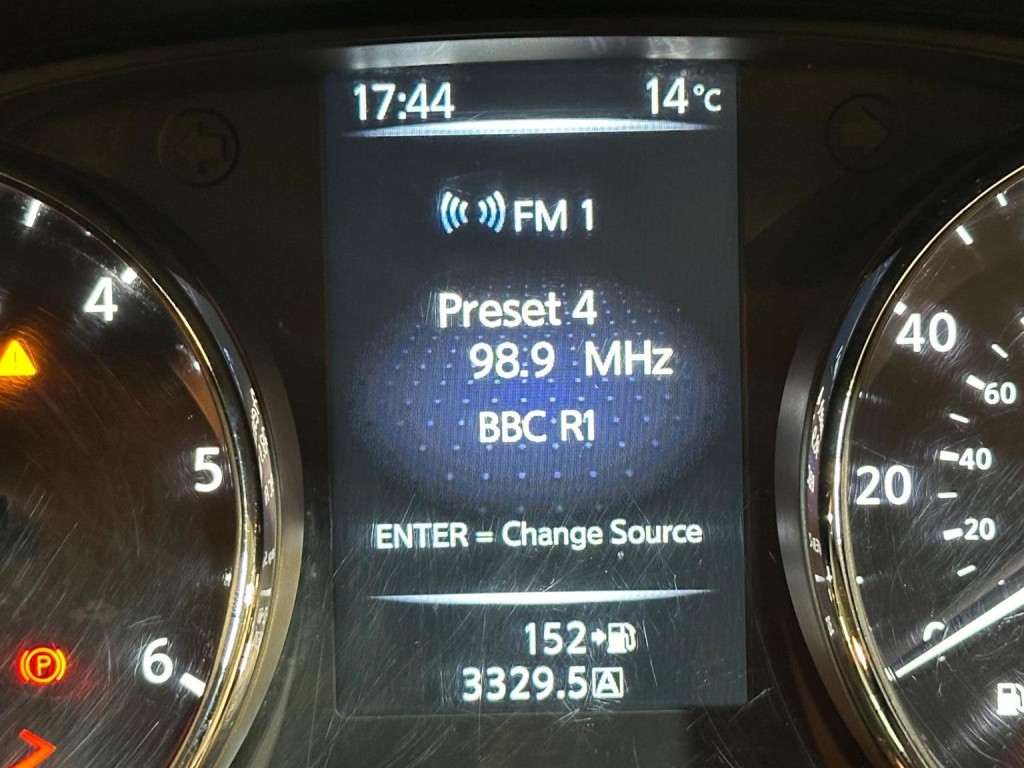 17:44 14°C
FM 1
Preset 4
98.9 MHz
BBC R1
ENTER = Change Source
152
3329.5 A
4
5
6
P
40
20
60
40
20